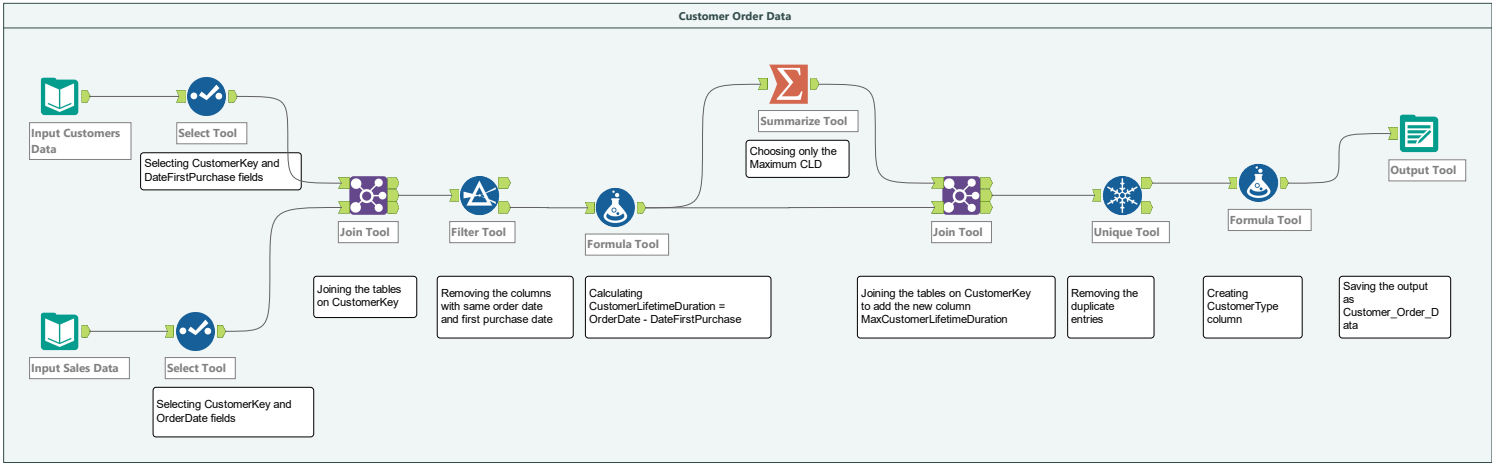 Customer Order Data
Input Customers
Data
Select Tool
Selecting CustomerKey and
DateFirstPurchase fields
Summarize Tool
Choosing only the
Maximum CLD
Output Tool
Join Tool
Filter Tool
Formula Tool
Join Tool
Unique Tool
Formula Tool
Joining the tables
on CustomerKey
Removing the columns
with same order date
and first purchase date
Calculating
CustomerLifetimeDuration =
OrderDate - DateFirstPurchase
Joining the tables on CustomerKey
to add the new column
MaxCustomerLifetimeDuration
Removing the
duplicate
entries
Creating
CustomerType
column
Saving the output
as
Customer_Order_D
ata
Input Sales Data
Select Tool
Selecting CustomerKey and
OrderDate fields